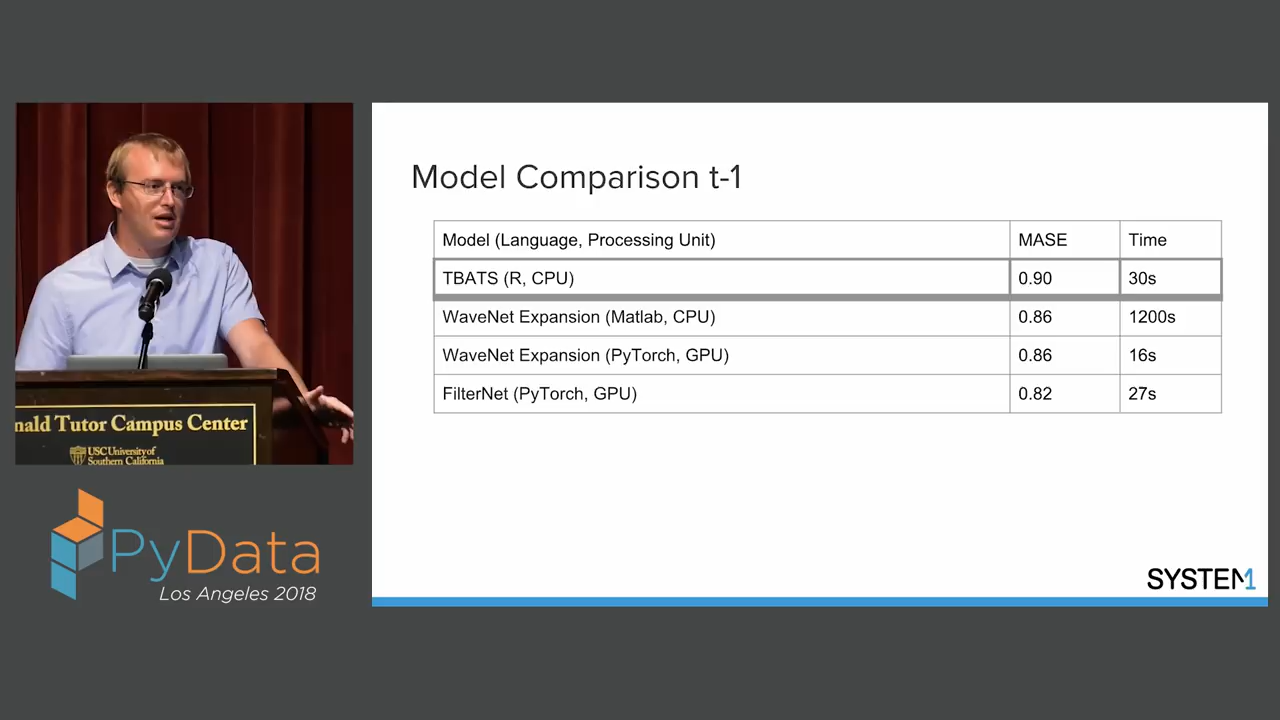 Model Comparison t-1
Model (Language, Processing Unit) MASE Time
TBATS (R, CPU) 0.90 30s
WaveNet Expansion (Matlab, CPU) 0.86 1200s
WaveNet Expansion (PyTorch, GPU) 0.86 16s
FilterNet (PyTorch, GPU) 0.82 27s
SYSTEM1
nald Tutor Campus Center
USC University of
Southern California
PyData
Los Angeles 2018